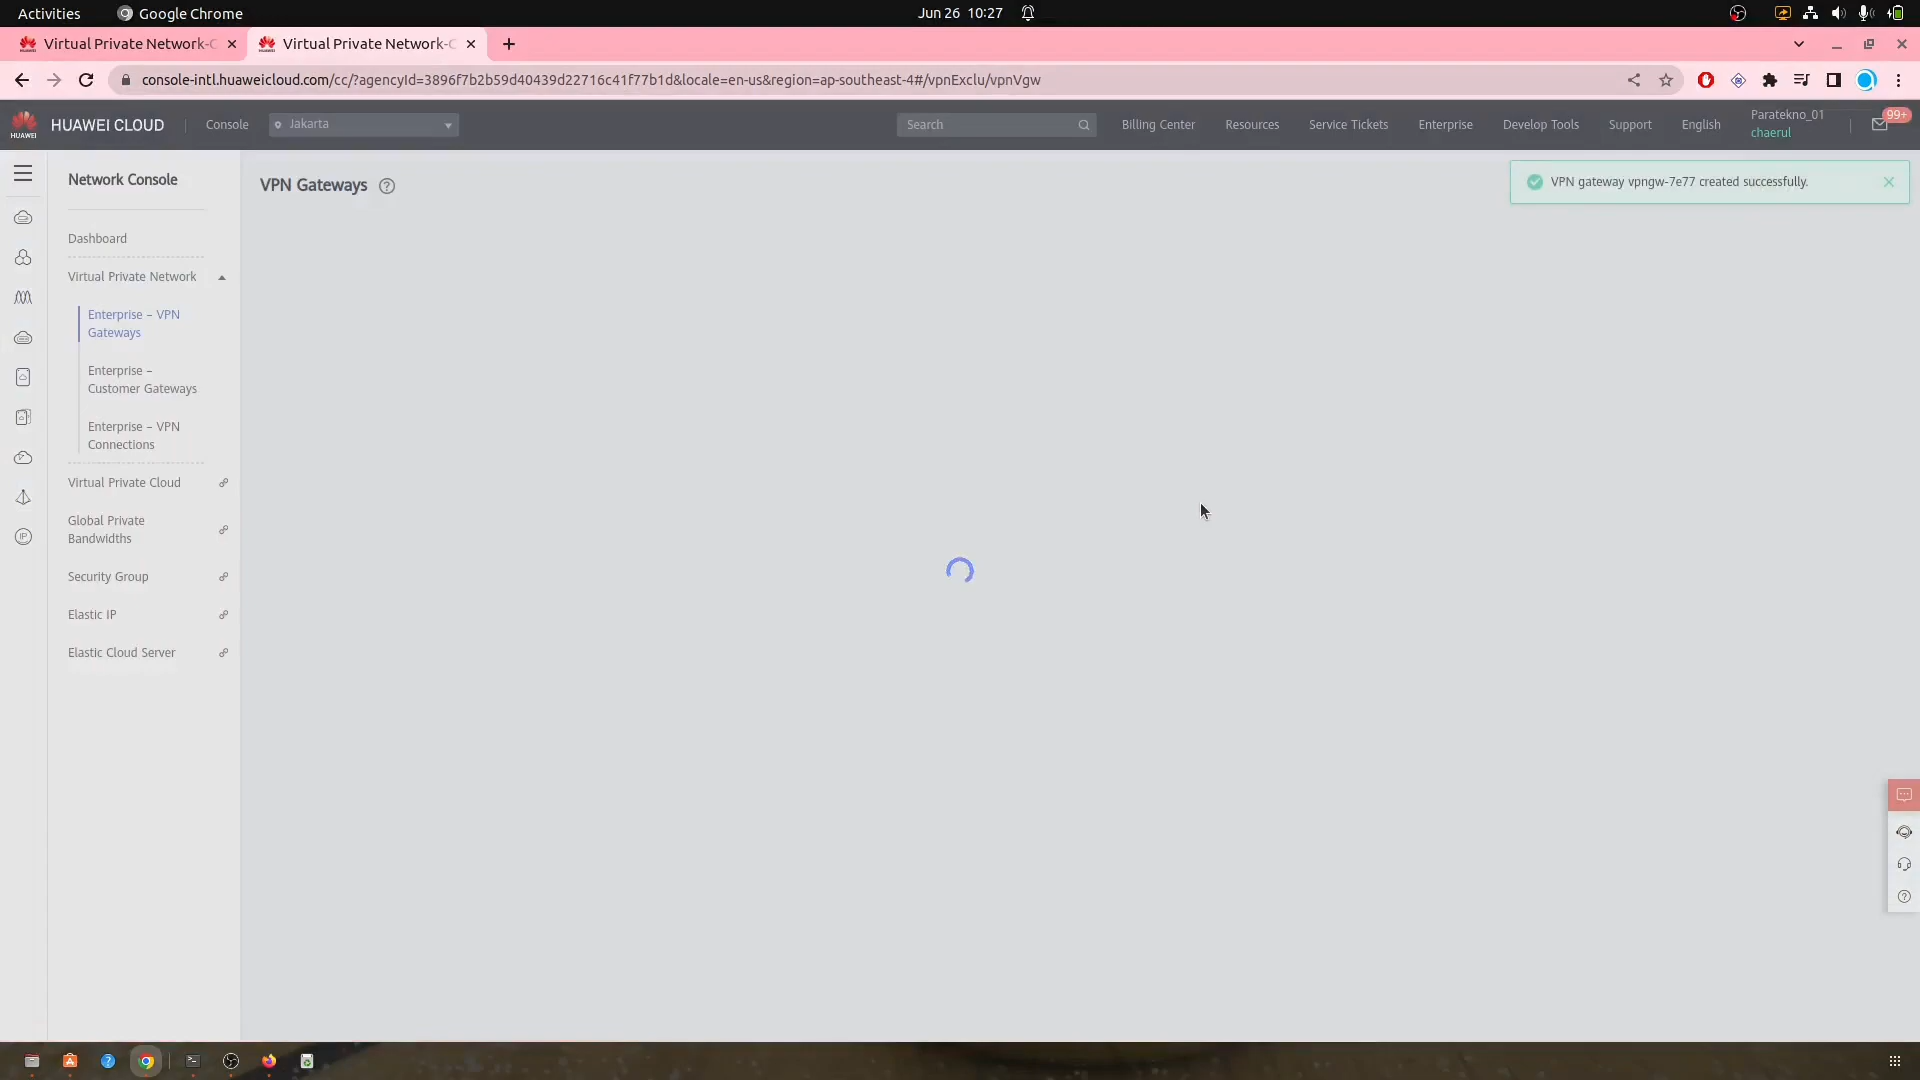 Activities
Google Chrome
Jun 26 10:27
Virtual Private Network-C
Virtual Private Network-C
console-intl.huaweicloud.com/cc/?agencyId=3896f7b2b59d40439d22716c41f77b1d&locale=en-us&region=ap-southeast-4#/vpnExclu/vpnVgw
HUAWEI
HUAWEI CLOUD
Console
Jakarta
Search
Billing Center
Resources
Service Tickets
Enterprise
Develop Tools
Support
English
Paratekno_01
chaerul
99+
Network Console
Dashboard
Virtual Private Network
Enterprise – VPN
Gateways
Enterprise –
Customer Gateways
Enterprise – VPN
Connections
Virtual Private Cloud
Global Private
Bandwidths
Security Group
Elastic IP
Elastic Cloud Server
IP
VPN Gateways
VPN gateway vpngw-7e77 created successfully.